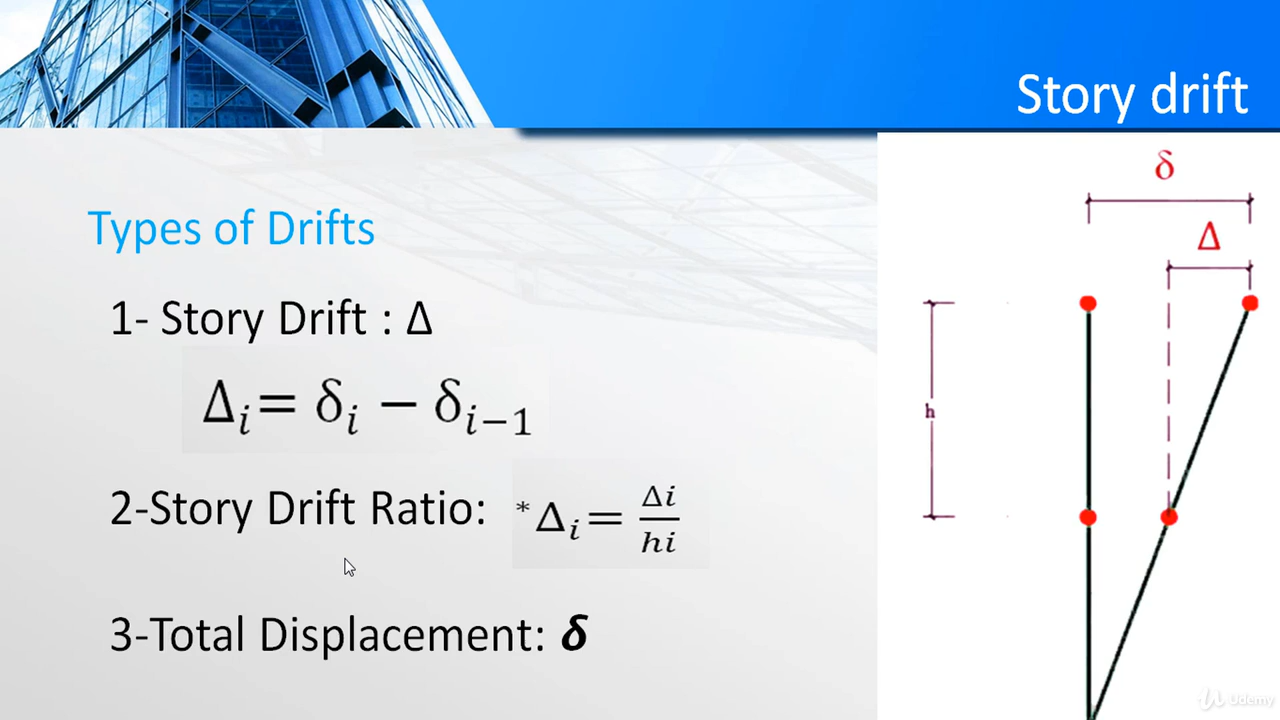 Story drift
Types of Drifts
1- Story Drift : Δ
Δi= δi − δi−1
2-Story Drift Ratio: *Δi= Δi/hi
3-Total Displacement: δ
δ
Δ
h
Udemy